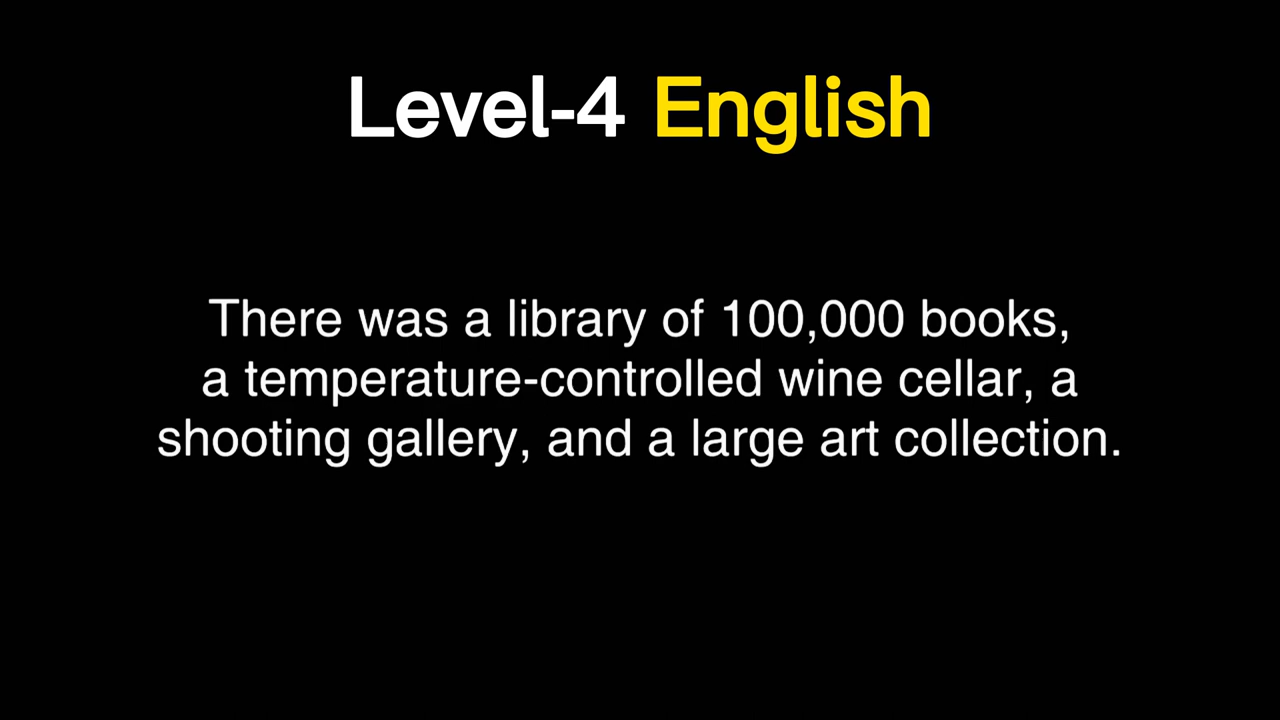 Level-4 English
There was a library of 100,000 books,
a temperature-controlled wine cellar, a
shooting gallery, and a large art collection.